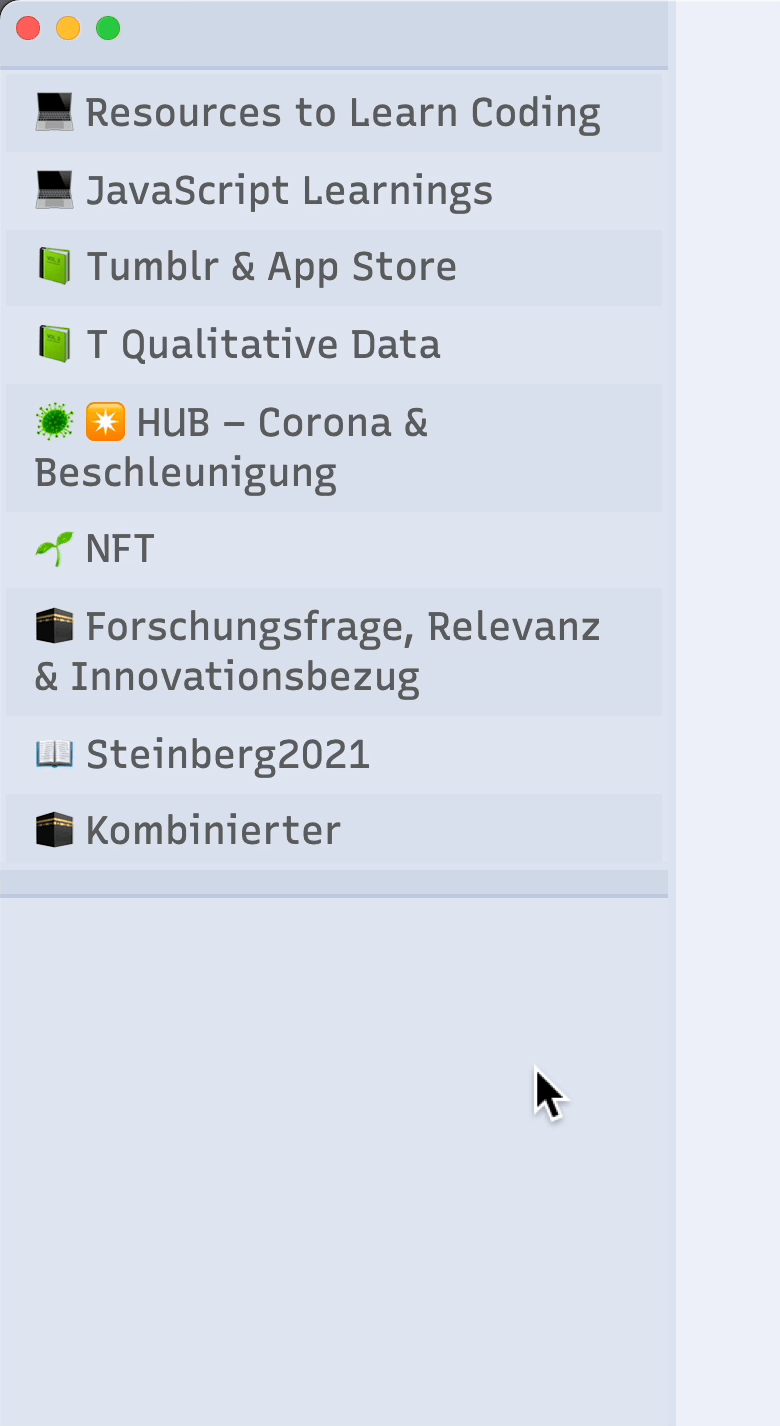 💻 Resources to Learn Coding
💻 JavaScript Learnings
📗 Tumblr & App Store
📗 T Qualitative Data
🦠 ✴️ HUB – Corona &
Beschleunigung
🌱 NFT
🕋 Forschungsfrage, Relevanz
& Innovationsbezug
📖 Steinberg2021
🕋 Kombinierter